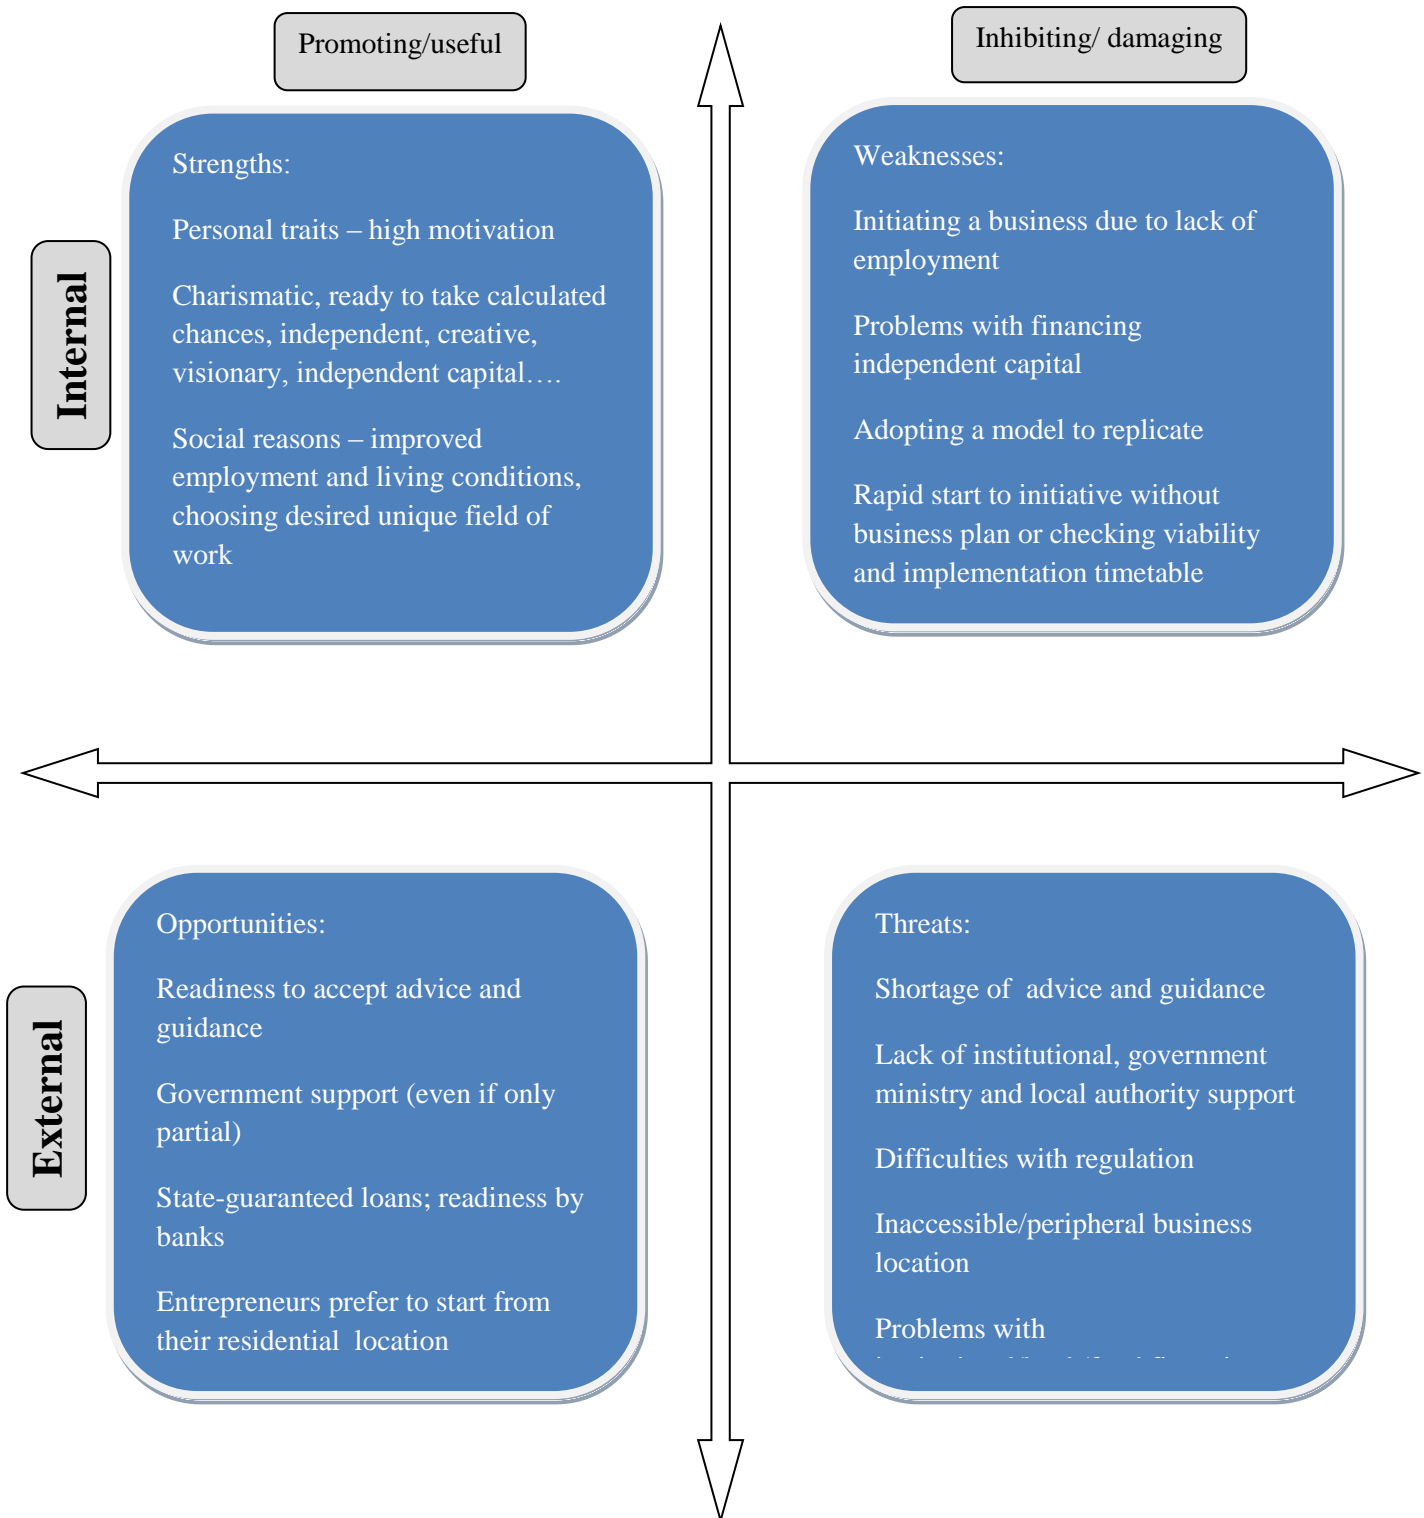 Promoting/useful
Inhibiting/ damaging
Internal
Strengths:
Personal traits – high motivation
Charismatic, ready to take calculated
chances, independent, creative,
visionary, independent capital….
Social reasons – improved
employment and living conditions,
choosing desired unique field of
work
Weaknesses:
Initiating a business due to lack of
employment
Problems with financing
independent capital
Adopting a model to replicate
Rapid start to initiative without
business plan or checking viability
and implementation timetable
External
Opportunities:
Readiness to accept advice and
guidance
Government support (even if only
partial)
State-guaranteed loans; readiness by
banks
Entrepreneurs prefer to start from
their residential  location
Threats:
Shortage of  advice and guidance
Lack of institutional, government
ministry and local authority support
Difficulties with regulation
Inaccessible/peripheral business
location
Problems with